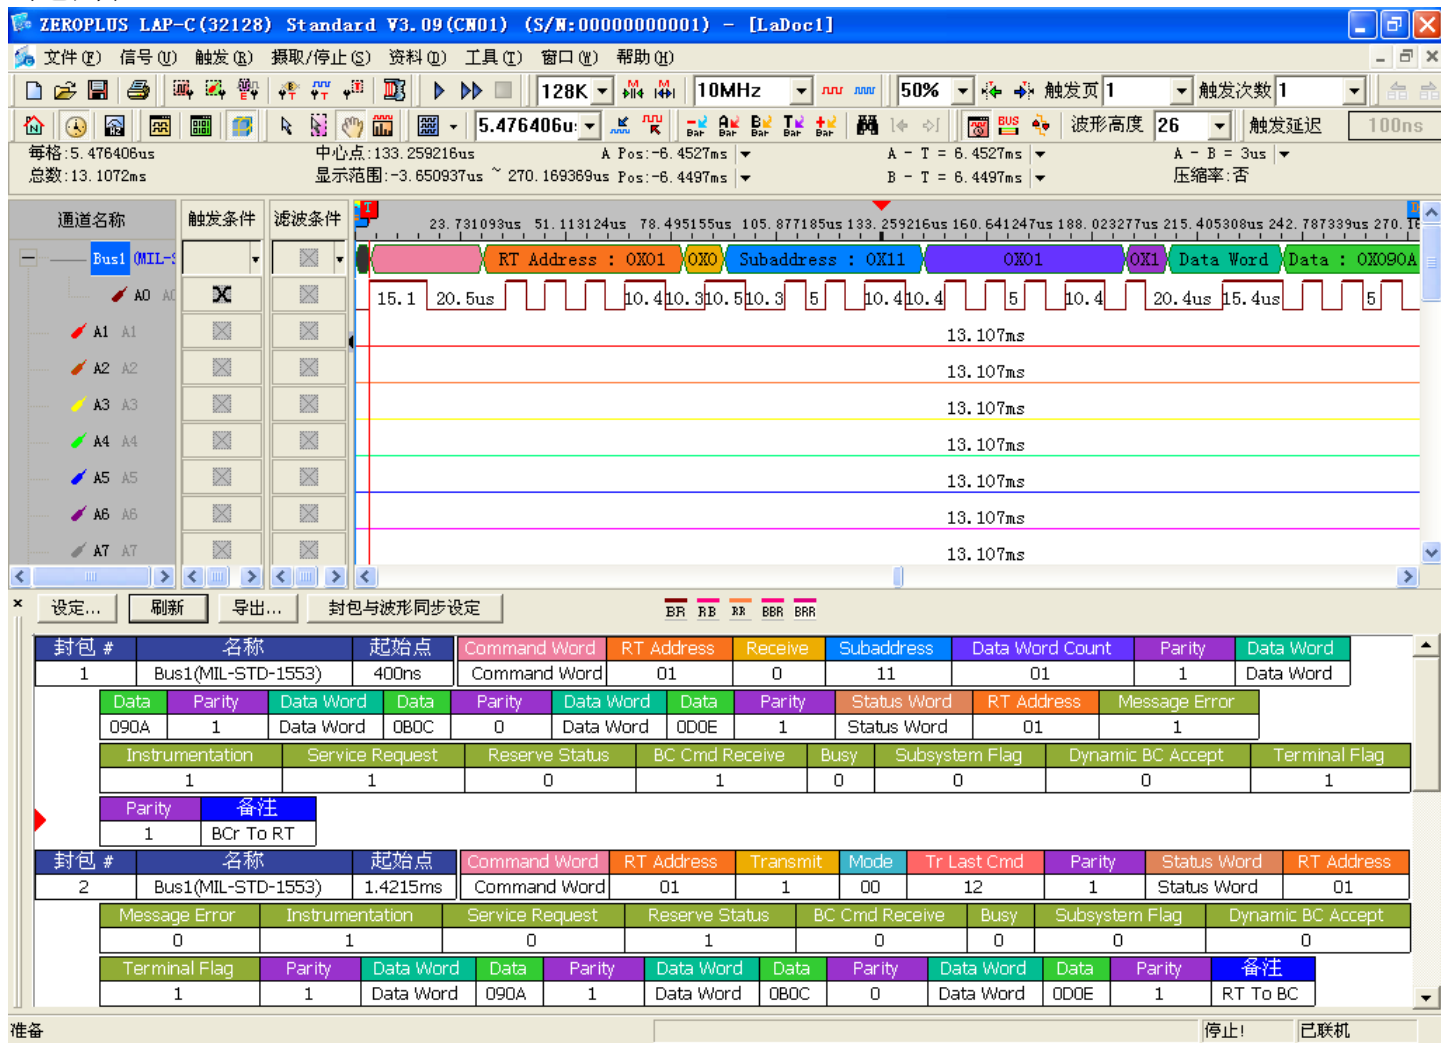 ZEROPLUS LAP-C(32128) Standard V3.09(CN01) (S/N:00000000001) - [LaDoc1]
文件(F) 信号(U) 触发(R) 摄取/停止(S) 资料(D) 工具(T) 窗口(W) 帮助(H)
128K 10MHz 50% 触发页 1 触发次数 1
5.476406u: Bar Bar Bar Bar Bar 波形高度 26 触发延迟 100ns
每格:5.476406us 中心点:133.259216us A Pos:-6.4527ms A - T = 6.4527ms A - B = 3us
总数:13.1072ms 显示范围:-3.650937us ~ 270.169369us B Pos:-6.4497ms B - T = 6.4497ms 压缩率:否
通道名称 触发条件 滤波条件 T 23.731093us 51.113124us 78.495155us 105.877185us 133.259216us 160.641247us 188.023277us 215.405308us 242.787339us 270.16
Bus1 (MIL-S RT Address : 0X01 0X0 Subaddress : 0X11 0X01 0X1 Data Word Data : 0X090A
A0 A0 15.1 20.5us 10.4 10.3 10.5 10.3 5 10.4 10.4 5 10.4 20.4us 15.4us 5
A1 A1 13.107ms
A2 A2 13.107ms
A3 A3 13.107ms
A4 A4 13.107ms
A5 A5 13.107ms
A6 A6 13.107ms
A7 A7 13.107ms
设定... 刷新 导出... 封包与波形同步设定 BR RB RR BBR BRR
封包 # 名称 起始点 Command Word RT Address Receive Subaddress Data Word Count Parity Data Word
1 Bus1(MIL-STD-1553) 400ns Command Word 01 0 11 01 1 Data Word
Data Parity Data Word Data Parity Data Word Data Parity Status Word RT Address Message Error
090A 1 Data Word 0B0C 0 Data Word 0D0E 1 Status Word 01 1
Instrumentation Service Request Reserve Status BC Cmd Receive Busy Subsystem Flag Dynamic BC Accept Terminal Flag
1 1 0 1 0 0 0 1
Parity 备注
1 BCr To RT
封包 # 名称 起始点 Command Word RT Address Transmit Mode Tr Last Cmd Parity Status Word RT Address
2 Bus1(MIL-STD-1553) 1.4215ms Command Word 01 1 00 12 1 Status Word 01
Message Error Instrumentation Service Request Reserve Status BC Cmd Receive Busy Subsystem Flag Dynamic BC Accept
0 1 0 1 0 0 0 0
Terminal Flag Parity Data Word Data Parity Data Word Data Parity Data Word Data Parity 备注
1 1 Data Word 090A 1 Data Word 0B0C 0 Data Word 0D0E 1 RT To BC
准备 停止! 已联机